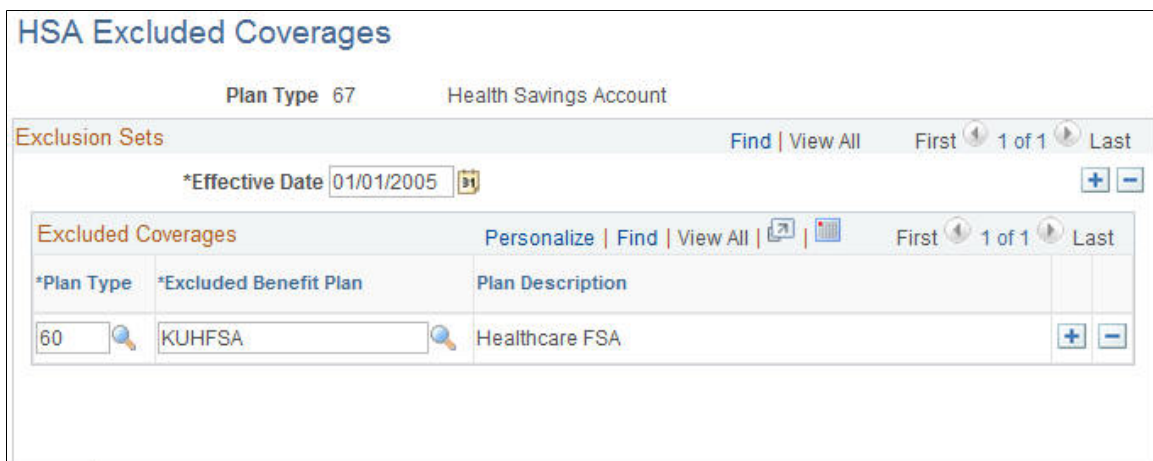 HSA Excluded Coverages
Plan Type 67 Health Savings Account
Exclusion Sets Find | View All First 1 of 1 Last
*Effective Date 01/01/2005 31
Excluded Coverages Personalize | Find | View All | | First 1 of 1 Last
*Plan Type *Excluded Benefit Plan Plan Description
60 KUHFSA Healthcare FSA